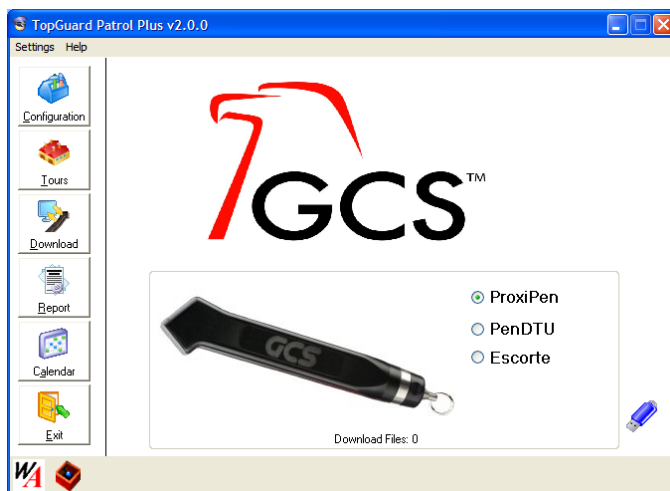 TopGuard Patrol Plus v2.0.0
Settings Help
Configuration
Tours
Download
Report
Calendar
Exit
GCS™
GCS
ProxiPen
PenDTU
Escorte
Download Files: 0
WA